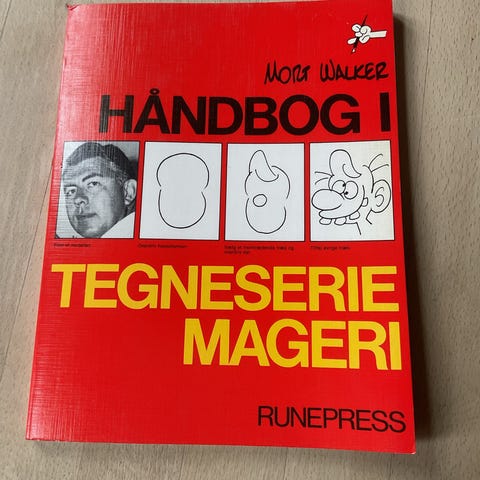 MORT WALKER
HÅNDBOG I
TEGNESERIE
MAGERI
RUNEPRESS